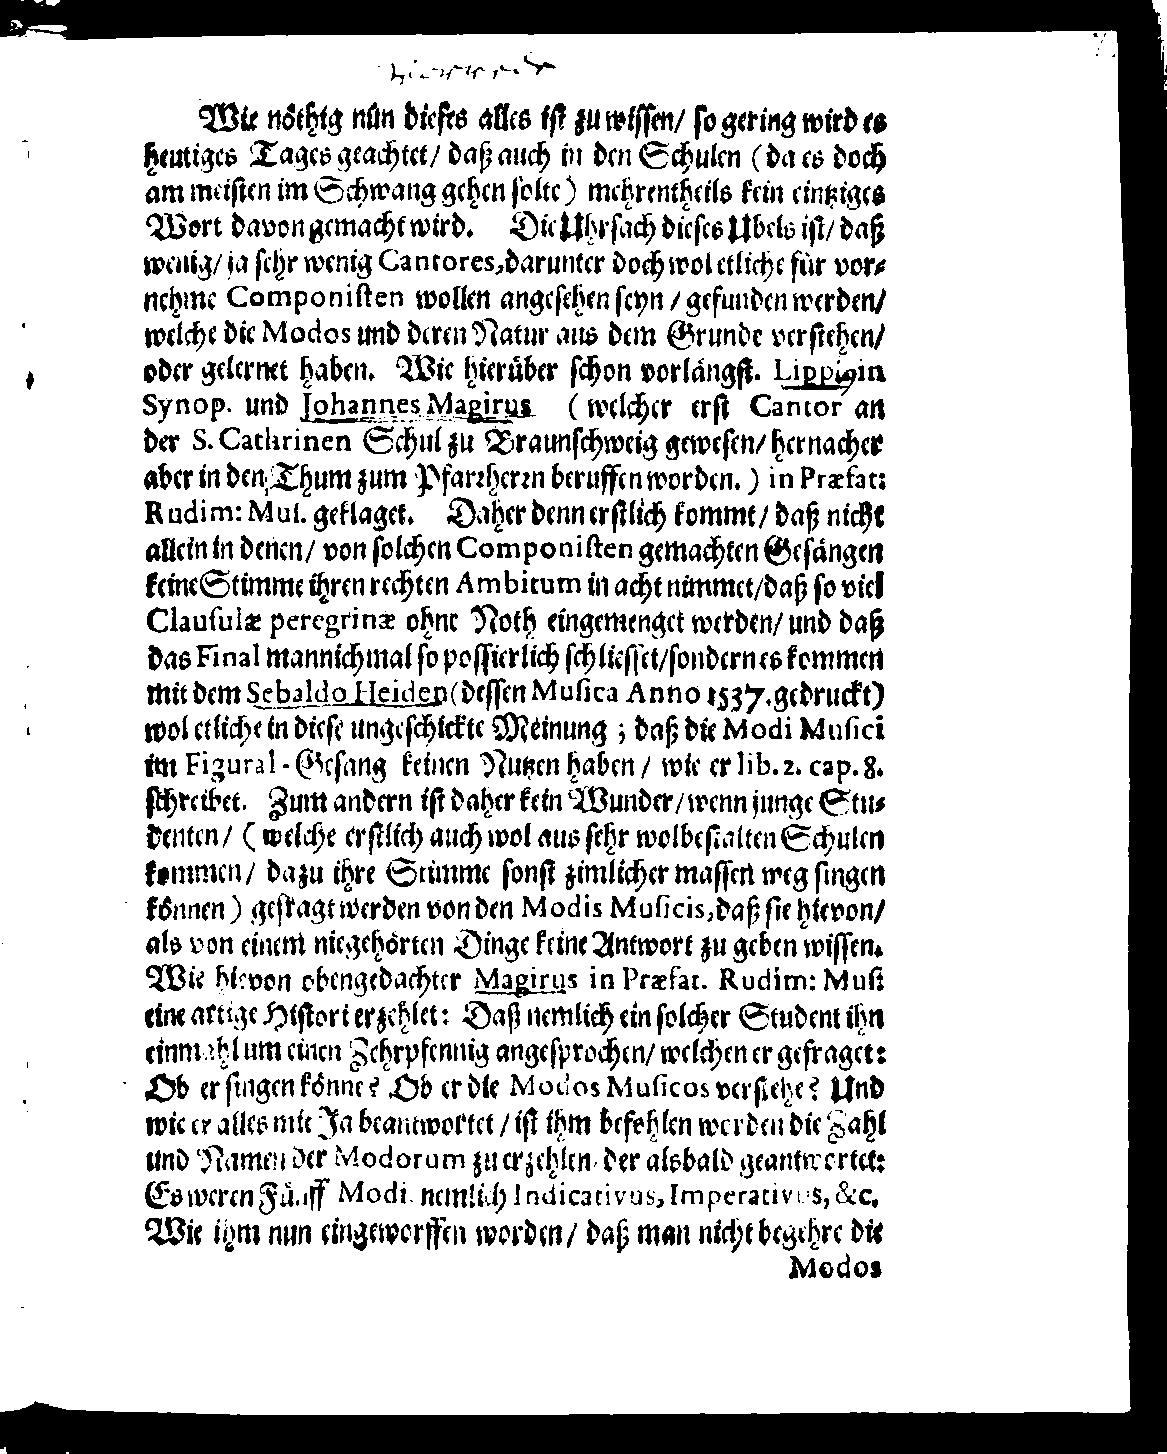 Wie nöthig nůn dieses alles ist zu wissen/ so gering wird es
heutiges Tages geachtet/ daß auch in den Schulen (da es doch
am meisten im Schwang gehen solte) mehrentheils kein eintziges
Wort davon gemacht wird. Die Uhrsach dieses Ubels ist/ daß
wenig/ ja sehr wenig Cantores, darunter doch wol etliche für vor-
nehme Componisten wollen angesehen seyn/ gefunden werden/
welche die Modos und deren Natur aus dem Grunde verstehen/
oder gelernet haben. Wie hierüber schon vorlängst. Lippi9 in
Synop. und Johannes Magirus (welcher erst Cantor an
der S. Cathrinen Schul zu Braunschweig gewesen/ hernacher
aber in den Thum zum Pfarrherrn beruffen worden.) in Præfat:
Rudim: Mus. geklaget. Daher denn erstlich kommt/ daß nicht
allein in denen/ von solchen Componisten gemachten Gesängen
keine Stimme ihren rechten Ambitum in acht nimmet/ daß so viel
Clausulæ peregrinæ ohne Noth eingemenget werden/ und daß
das Final mannichmal so possierlich schliesset/ sondern es kommen
mit dem Sebaldo Heiden (dessen Musica Anno 1537. gedruckt)
wol etliche in diese ungeschickte Meinung; daß die Modi Musici
im Figural-Gesang keinen Nutzen haben/ wie er lib. 2. cap. 8.
schreibet. Zum andern ist daher kein Wunder/ wenn junge Stu-
denten/ (welche erstlich auch wol aus sehr wolbestalten Schulen
kommen/ dazu ihre Stimme sonst zimlicher massen weg singen
können) gefragt werden von den Modis Musicis, daß sie hievon/
als von einem niegehörten Dinge keine Antwort zu geben wissen.
Wie hievon obengedachter Magirus in Præfat. Rudim: Musi
eine artige Histori erzehlet: Daß nemlich ein solcher Student ihn
einmahl um einen Zehrpfennig angesprochen/ welchen er gefraget:
Ob er singen könne? Ob er die Modos Musicos verstehe? Und
wie er alles mit Ja beantwortet/ ist ihm befohlen worden die Zahl
und Namen der Modorum zu erzehlen. der alsbald geantwortet:
Es weren Fünff Modi. nemlich Indicativus, Imperativus, &c.
Wie ihm nun eingeworffen worden/ daß man nicht begehre die
Modos